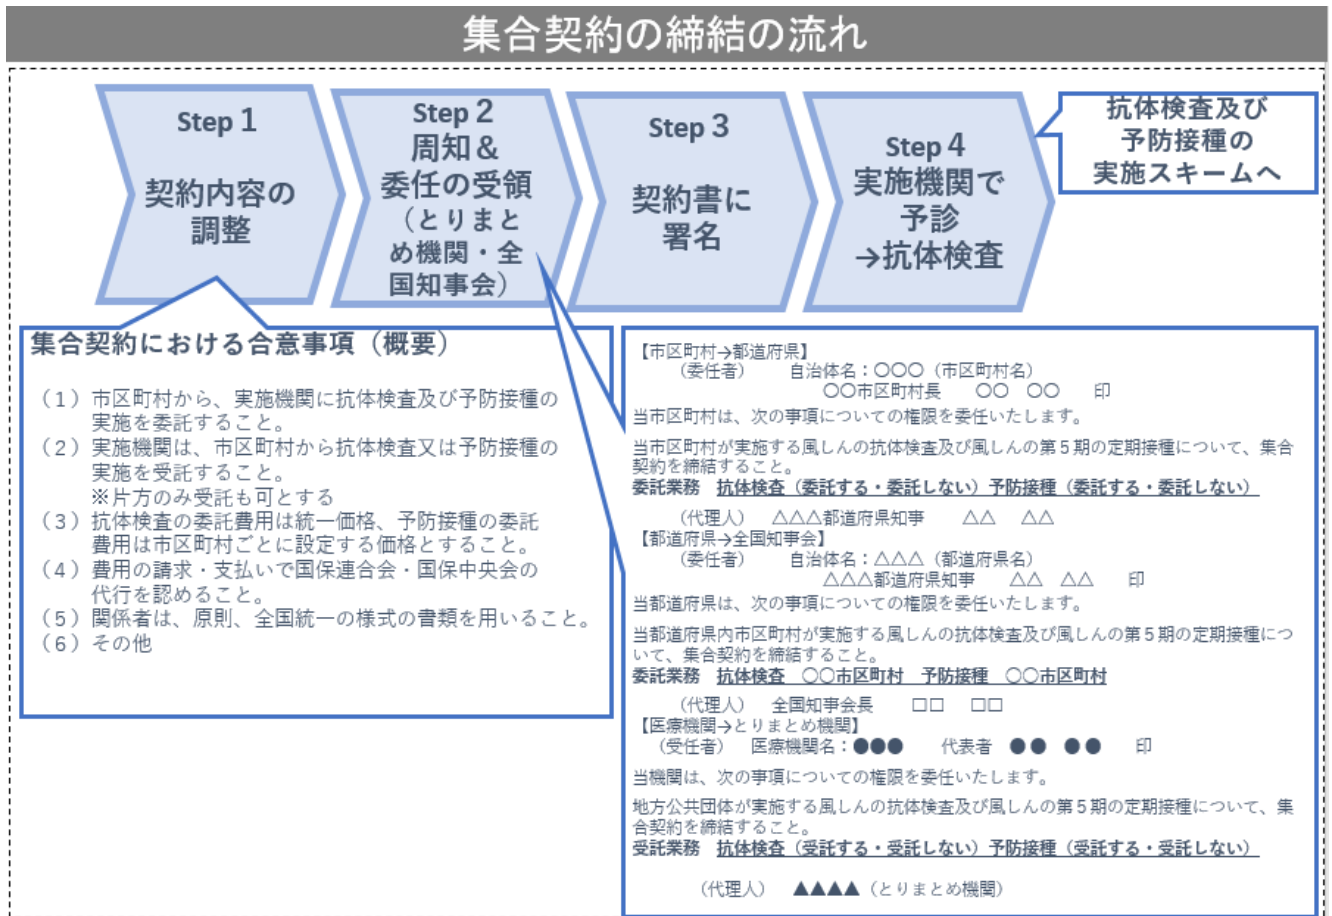 集合契約の締結の流れ
Step 1
契約内容の
調整
Step 2
周知&
委任の受領
（とりまと
め機関・全
国知事会）
Step 3
契約書に
署名
Step 4
実施機関で
予診
→抗体検査
抗体検査及び
予防接種の
実施スキームへ
集合契約における合意事項（概要）
（１）市区町村から、実施機関に抗体検査及び予防接種の
実施を委託すること。
（２）実施機関は、市区町村から抗体検査又は予防接種の
実施を受託すること。
※片方のみ受託も可とする
（３）抗体検査の委託費用は統一価格、予防接種の委託
費用は市区町村ごとに設定する価格とすること。
（４）費用の請求・支払いで国保連合会・国保中央会の
代行を認めること。
（５）関係者は、原則、全国統一の様式の書類を用いること。
（６）その他
【市区町村→都道府県】
（委任者）　自治体名：〇〇〇（市区町村名）
〇〇市区町村長　〇〇　〇〇　印
当市区町村は、次の事項についての権限を委任いたします。
当市区町村が実施する風しんの抗体検査及び風しんの第５期の定期接種について、集合
契約を締結すること。
委託業務　抗体検査（委託する・委託しない）予防接種（委託する・委託しない）
（代理人）　△△△都道府県知事　△△　△△
【都道府県→全国知事会】
（委任者）　自治体名：△△△（都道府県名）
△△△都道府県知事　△△　△△　印
当都道府県は、次の事項についての権限を委任いたします。
当都道府県内市区町村が実施する風しんの抗体検査及び風しんの第５期の定期接種につ
いて、集合契約を締結すること。
委託業務　抗体検査　〇〇市区町村　予防接種　〇〇市区町村
（代理人）　全国知事会長　□□　□□
【医療機関→とりまとめ機関】
（受任者）　医療機関名：●●●　代表者　●●　●●　印
当機関は、次の事項についての権限を委任いたします。
地方公共団体が実施する風しんの抗体検査及び風しんの第５期の定期接種について、集
合契約を締結すること。
受託業務　抗体検査（受託する・受託しない）予防接種（受託する・受託しない）
（代理人）　▲▲▲▲（とりまとめ機関）